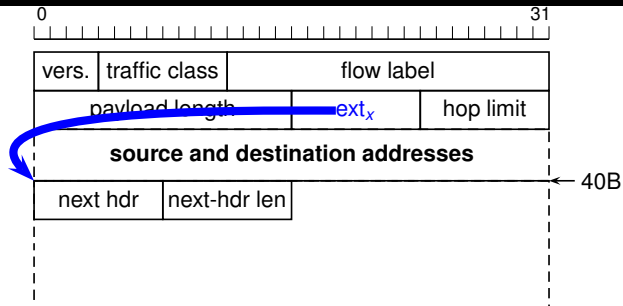 0 31
vers. traffic class flow label
payload length ext_x hop limit
source and destination addresses
40B
next hdr next-hdr len